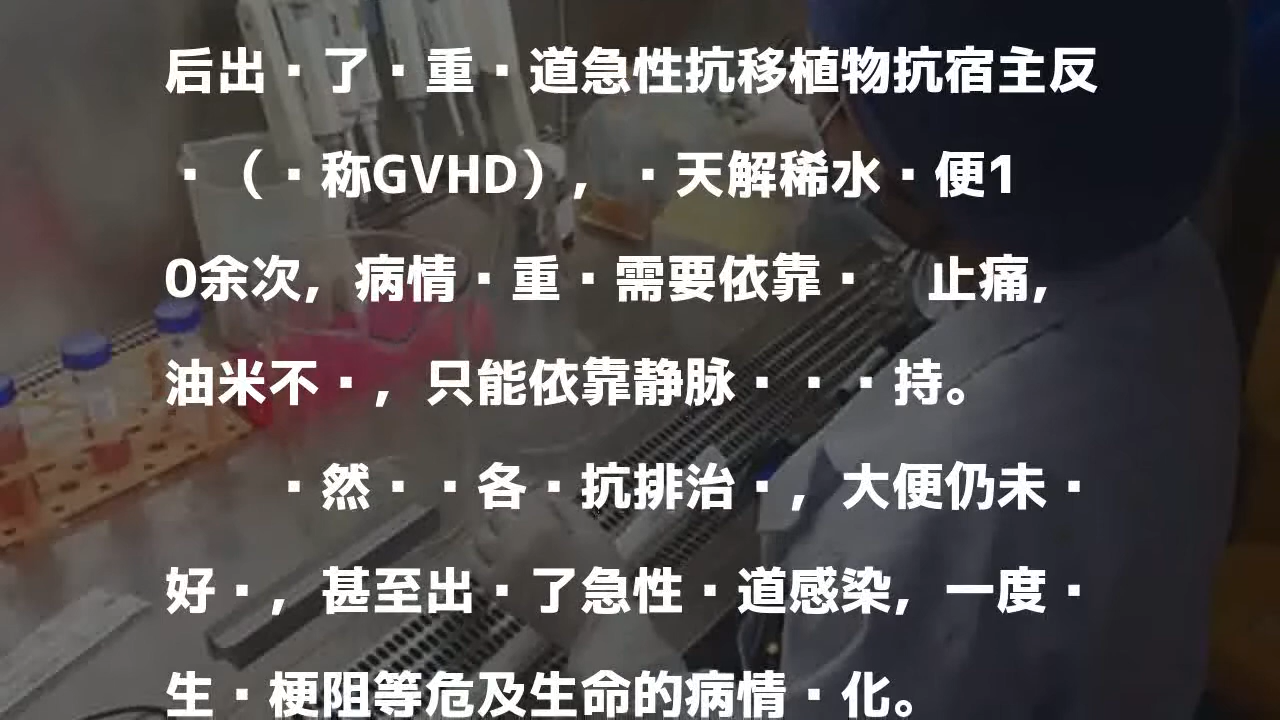 后出·了·重·道急性抗移植物抗宿主反
·（·称GVHD），·天解稀水·便1
0余次，病情·重·需要依靠· 止痛，
油米不·，只能依靠静脉···持。
·然··各·抗排治·，大便仍未·
好·，甚至出·了急性·道感染，一度·
生·梗阻等危及生命的病情·化。